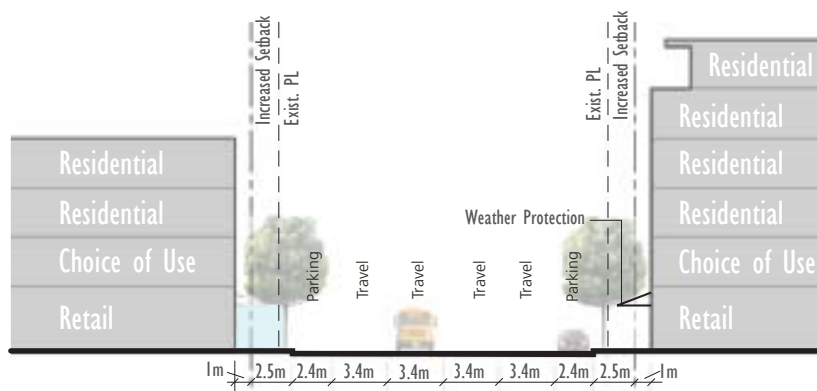 Increased Setback
Exist. PL
Exist. PL
Increased Setback
Residential
Residential
Residential
Residential
Residential
Residential
Choice of Use
Retail
Weather Protection
Parking
Travel
Travel
Travel
Travel
Parking
Residential
Choice of Use
Retail
1m
2.5m
2.4m
3.4m
3.4m
3.4m
3.4m
2.4m
2.5m
1m